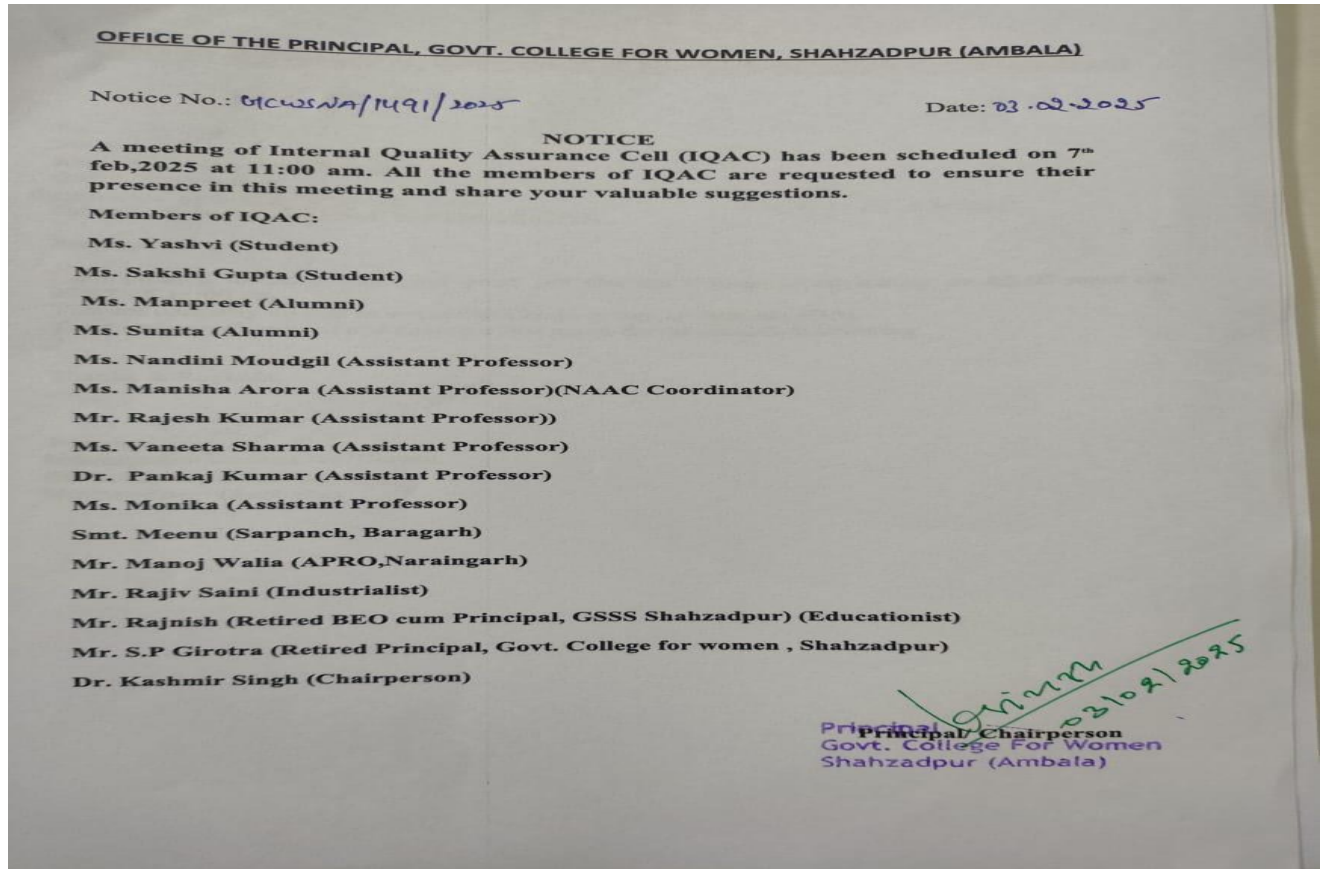 OFFICE OF THE PRINCIPAL, GOVT. COLLEGE FOR WOMEN, SHAHZADPUR (AMBALA)
Notice No.: GCWSNA/1491/2025 Date: 03.02.2025
NOTICE
A meeting of Internal Quality Assurance Cell (IQAC) has been scheduled on 7th
feb,2025 at 11:00 am. All the members of IQAC are requested to ensure their
presence in this meeting and share your valuable suggestions.
Members of IQAC:
Ms. Yashvi (Student)
Ms. Sakshi Gupta (Student)
Ms. Manpreet (Alumni)
Ms. Sunita (Alumni)
Ms. Nandini Moudgil (Assistant Professor)
Ms. Manisha Arora (Assistant Professor)(NAAC Coordinator)
Mr. Rajesh Kumar (Assistant Professor))
Ms. Vaneeta Sharma (Assistant Professor)
Dr. Pankaj Kumar (Assistant Professor)
Ms. Monika (Assistant Professor)
Smt. Meenu (Sarpanch, Baragarh)
Mr. Manoj Walia (APRO,Naraingarh)
Mr. Rajiv Saini (Industrialist)
Mr. Rajnish (Retired BEO cum Principal, GSSS Shahzadpur) (Educationist)
Mr. S.P Girotra (Retired Principal, Govt. College for women , Shahzadpur)
Dr. Kashmir Singh (Chairperson)
03/02/2025
Principal
Principal/ Chairperson
Govt. College For Women
Shahzadpur (Ambala)